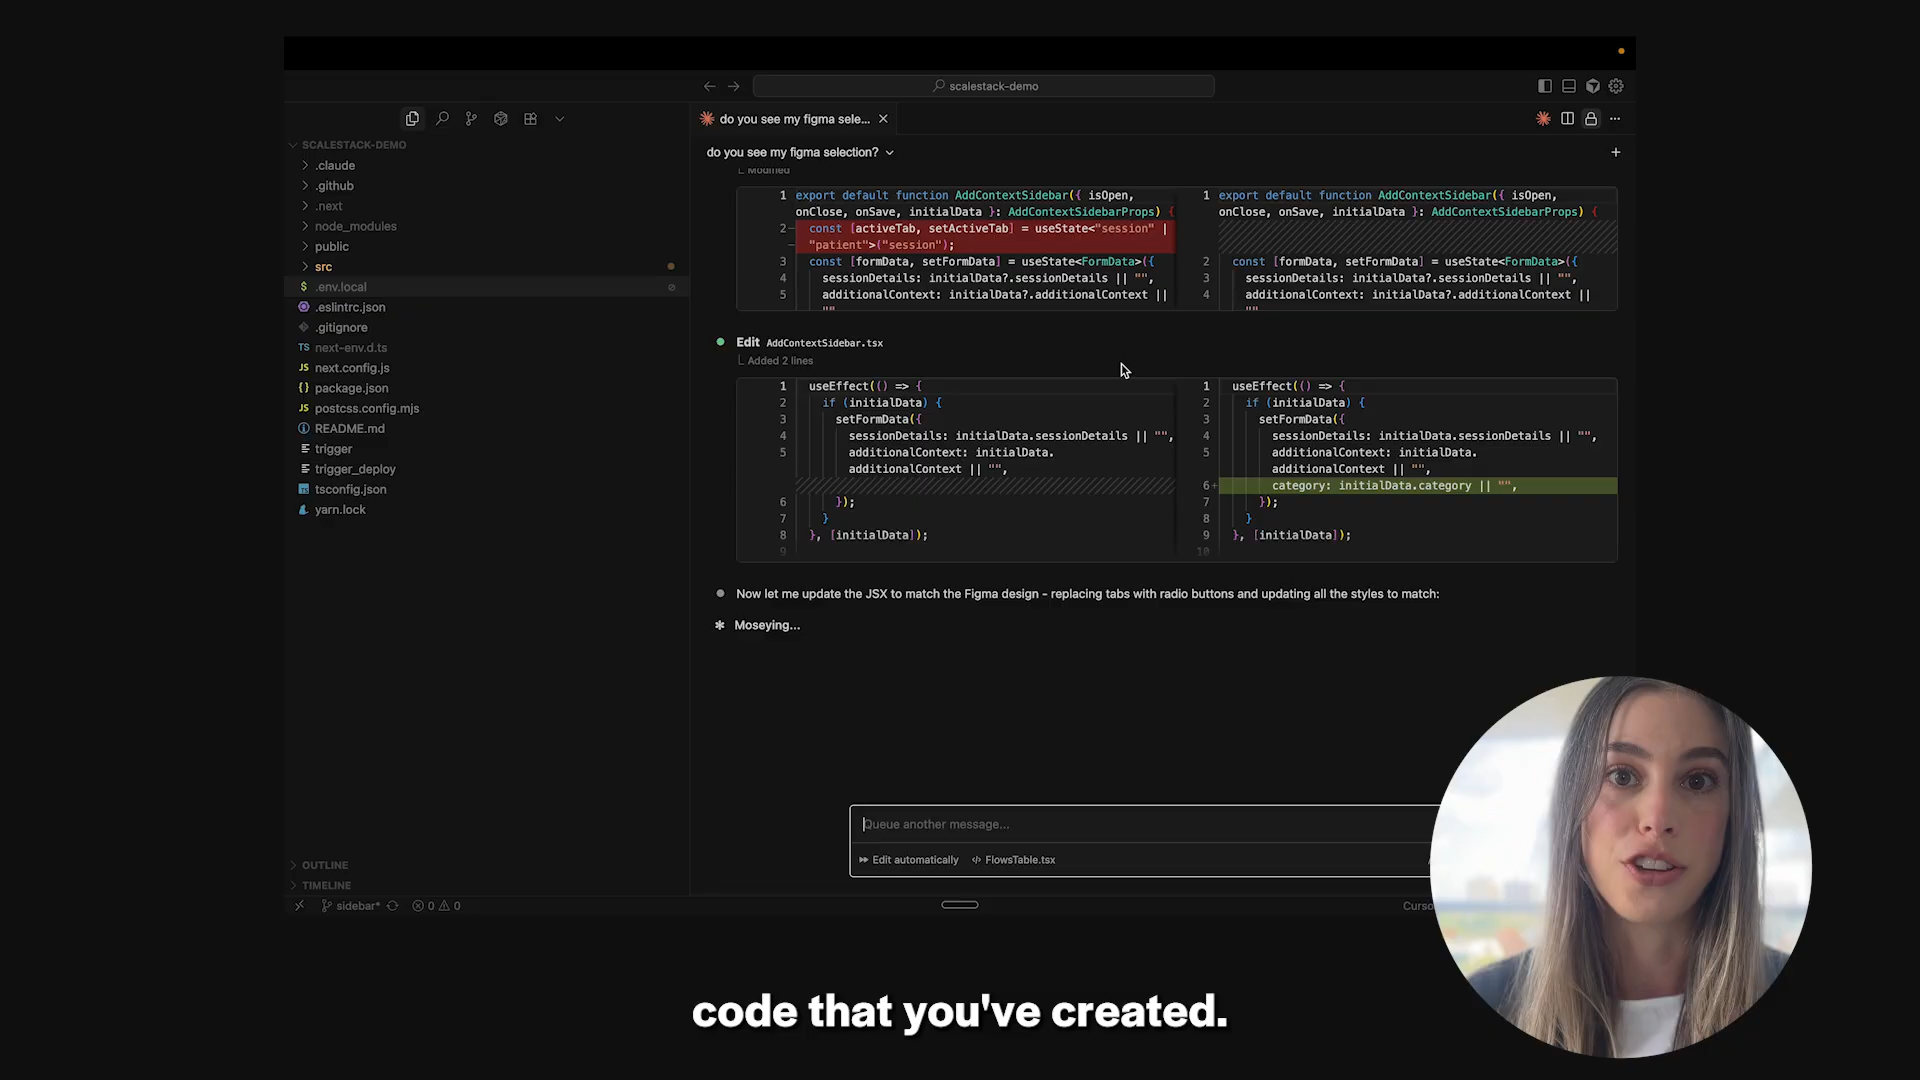 scalestack-demo
do you see my figma sele...
SCALESTACK-DEMO
.claude
.github
.next
node_modules
public
src
$ .env.local
.eslintrc.json
.gitignore
TS next-env.d.ts
JS next.config.js
{} package.json
JS postcss.config.mjs
README.md
trigger
trigger_deploy
TS tsconfig.json
yarn.lock
OUTLINE
TIMELINE
sidebar*
0
0
do you see my figma selection?
Modified
1 export default function AddContextSidebar({ isOpen,
onClose, onSave, initialData }: AddContextSidebarProps) {
2- const [activeTab, setActiveTab] = useState<"session" |
"patient">("session");
3 const [formData, setFormData] = useState<FormData>({
4 sessionDetails: initialData?.sessionDetails || "",
5 additionalContext: initialData?.additionalContext ||
""
1 export default function AddContextSidebar({ isOpen,
onClose, onSave, initialData }: AddContextSidebarProps) {
2 const [formData, setFormData] = useState<FormData>({
3 sessionDetails: initialData?.sessionDetails || "",
4 additionalContext: initialData?.additionalContext ||
""
Edit AddContextSidebar.tsx
Added 2 lines
1 useEffect(() => {
2 if (initialData) {
3 setFormData({
4 sessionDetails: initialData.sessionDetails || "",
5 additionalContext: initialData.
additionalContext || "",
6 });
7 }
8 }, [initialData]);
9
1 useEffect(() => {
2 if (initialData) {
3 setFormData({
4 sessionDetails: initialData.sessionDetails || "",
5 additionalContext: initialData.
additionalContext || "",
6+ category: initialData.category || "",
7 });
8 }
9 }, [initialData]);
10
Now let me update the JSX to match the Figma design - replacing tabs with radio buttons and updating all the styles to match:
Moseying...
Queue another message...
Edit automatically
FlowsTable.tsx
code that you've created.